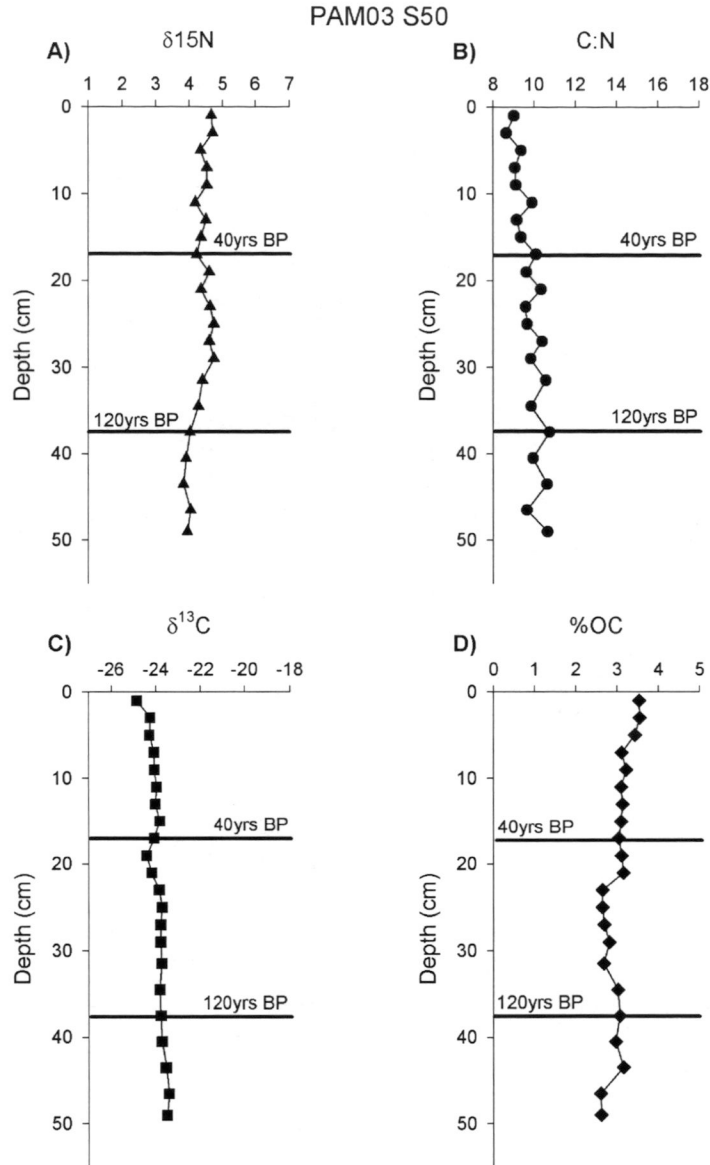 PAM03 S50
A)
δ15N
1 2 3 4 5 6 7
0
10
20
30
40
50
Depth (cm)
40yrs BP
120yrs BP
B)
C:N
8 10 12 14 16 18
0
10
20
30
40
50
Depth (cm)
40yrs BP
120yrs BP
C)
δ¹³C
-26 -24 -22 -20 -18
0
10
20
30
40
50
Depth (cm)
40yrs BP
120yrs BP
D)
%OC
0 1 2 3 4 5
0
10
20
30
40
50
Depth (cm)
40yrs BP
120yrs BP